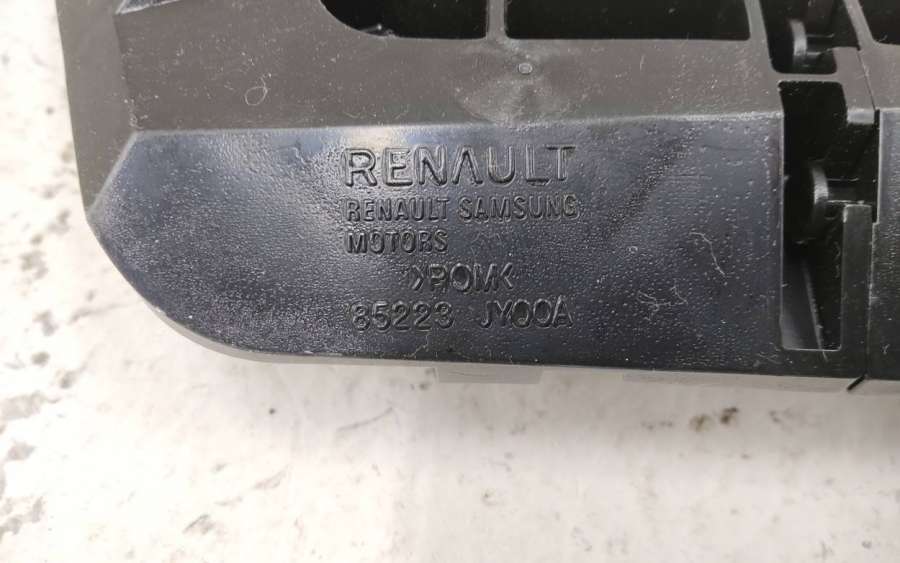 RENAULT
RENAULT SAMSUNG
MOTORS
>POM<
85223 JY00A